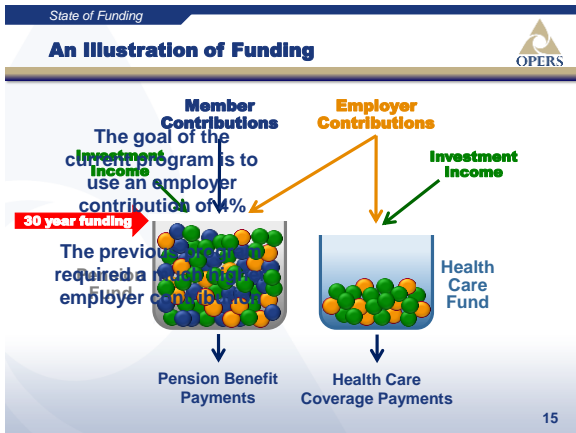 State of Funding
An Illustration of Funding
OPERS
Member
Contributions
Employer
Contributions
The goal of the
current program is to
use an employer
contribution of 4%
Investment
Income
Investment
Income
30 year funding
The previous program
required a much higher
employer contribution
Pension
Fund
Health
Care
Fund
Pension Benefit
Payments
Health Care
Coverage Payments
15